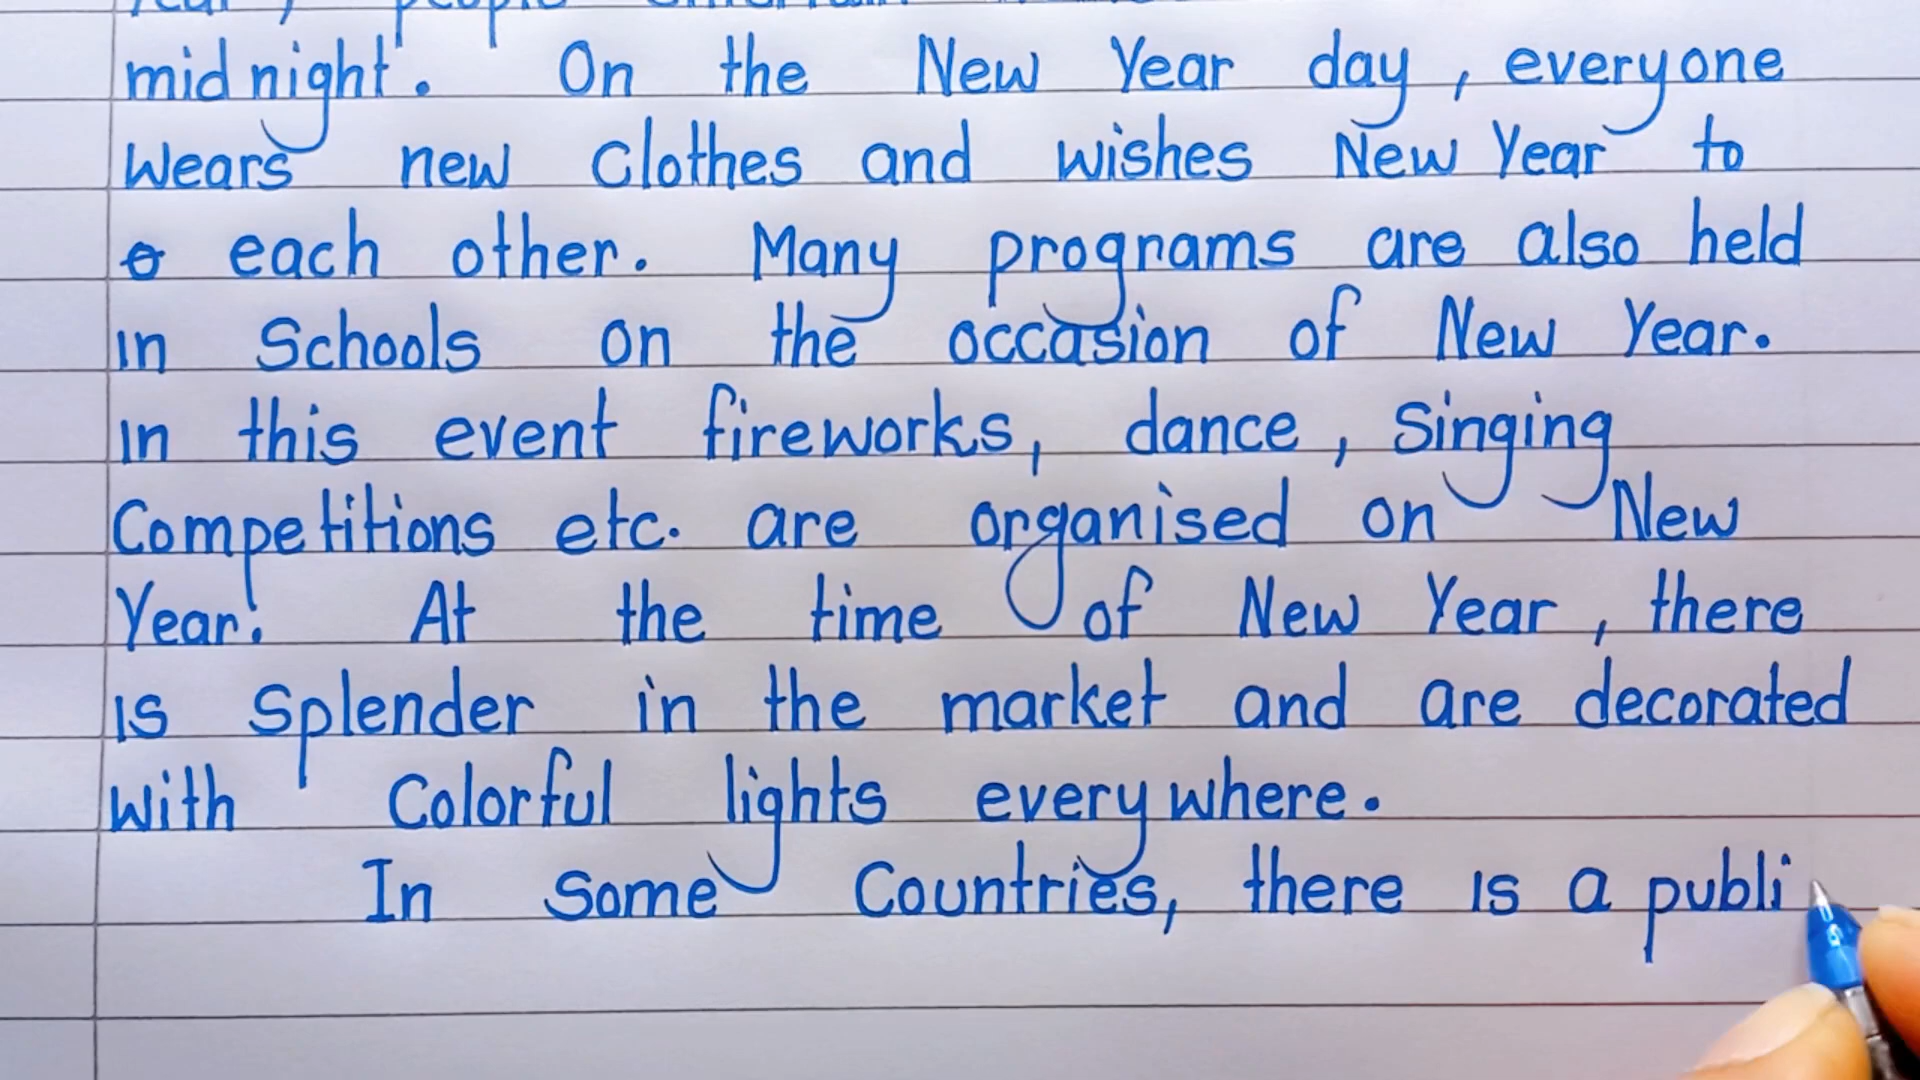 people
midnight. On the New Year day, everyone
wears new clothes and wishes New Year to
each other. Many programs are also held
in Schools on the occasion of New Year.
In this event fireworks, dance, Singing
Competitions etc. are organised on New
Year. At the time of New Year, there
is Splender in the market and are decorated
with Colorful lights everywhere.
In Some Countries, there is a publi